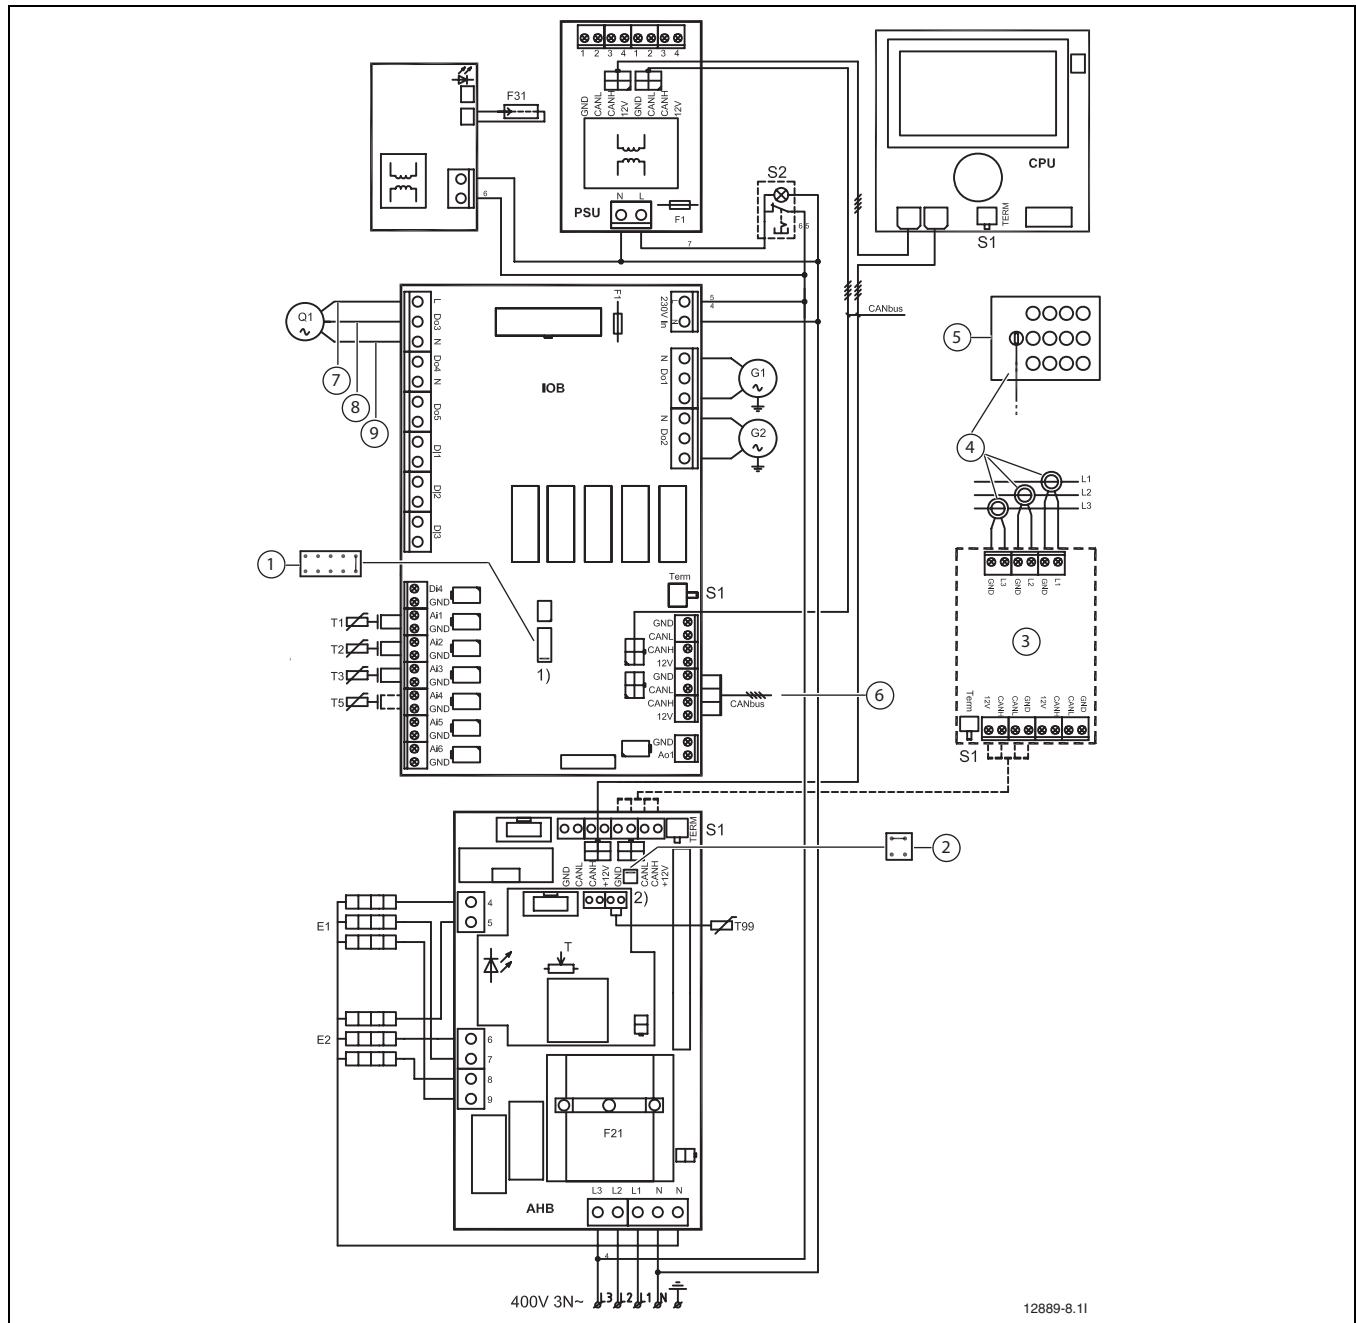 1 2 3 4 1 2 3 4
GND CANL CANH 12V GND CANL CANH 12V
F31
6
N L
PSU
F1
7
S2
6,5
CPU
TERM
S1
CANbus
Q1
L
Do3
N
Do4
N
Do5
DI1
DI2
DI3
7
8
9
F1
IOB
5
4
L
230V In
N
N
Do1
N
Do2
G1
G2
5
4
L1
L2
L3
GND L3 GND L2 GND L1
3
Term
12V CANH CANL GND 12V CANH CANL GND
S1
1
1)
Term
S1
Di4
GND
T1
Ai1
GND
T2
Ai2
GND
T3
Ai3
GND
T5
Ai4
GND
Ai5
GND
Ai6
GND
GND
CANL
CANH
12V
GND
CANL
CANH
12V
CANbus
6
GND
Ao1
TERM
S1
GND CANL CANH +12V GND CANL CANH +12V
2
2)
T99
E1
4
5
T
E2
6
7
8
9
F21
AHB
L3 L2 L1 N N
4
400V 3N~ L3 L2 L1 N
12889-8.1I